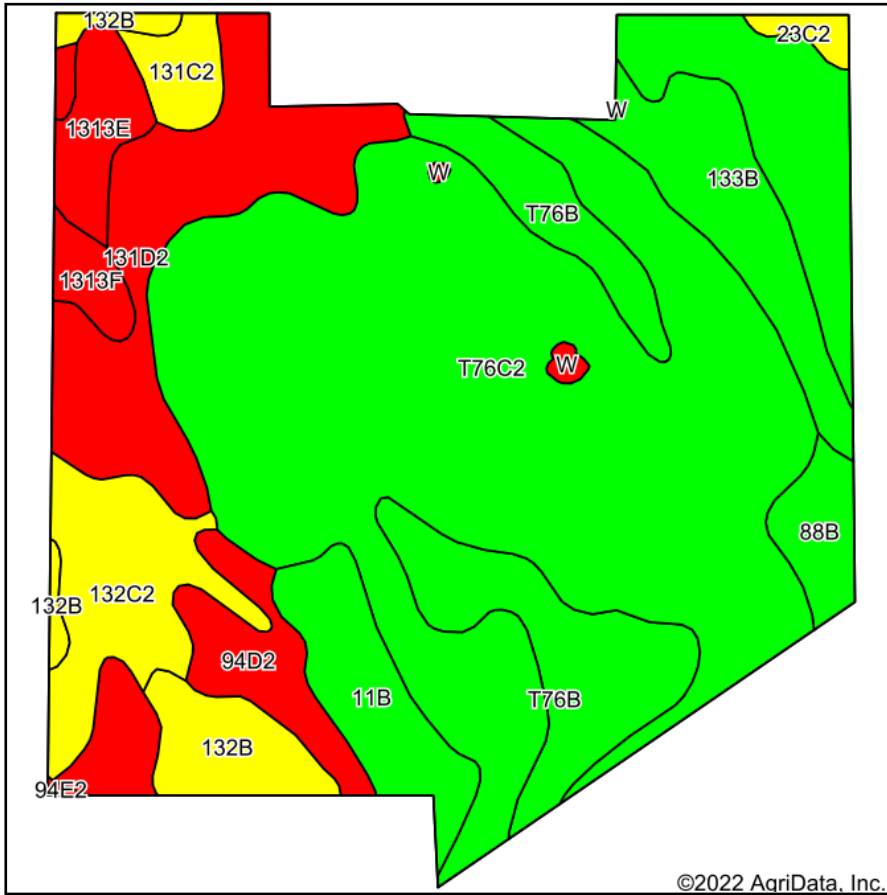 132B
23C2
131C2
W
1313E
W
133B
T76B
131D2
1313F
T76C2
W
88B
132C2
132B
94D2
11B
T76B
132B
94E2
©2022 AgriData, Inc.